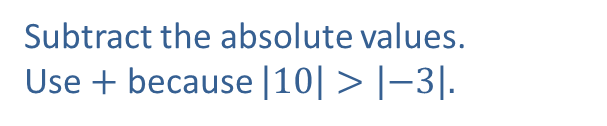 Subtract the absolute values.
Use + because |10| > |−3|.